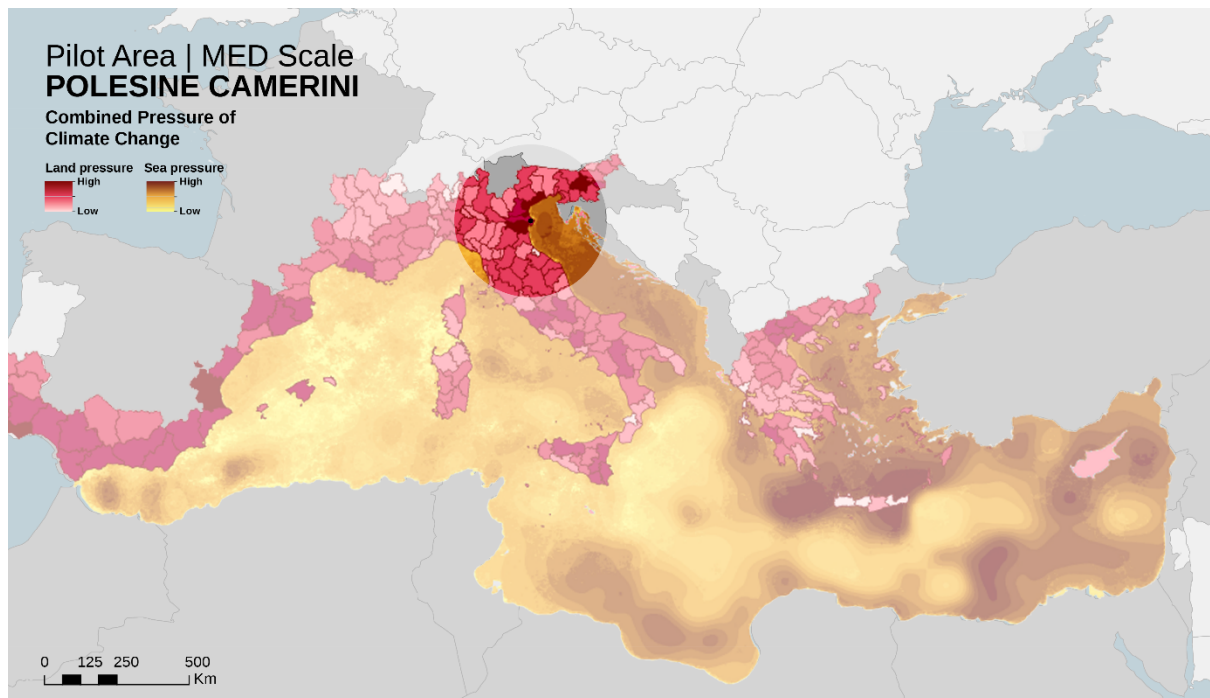 Pilot Area | MED Scale
POLESINE CAMERINI
Combined Pressure of
Climate Change
Land pressure Sea pressure
High High
Low Low
0 125 250 500
Km